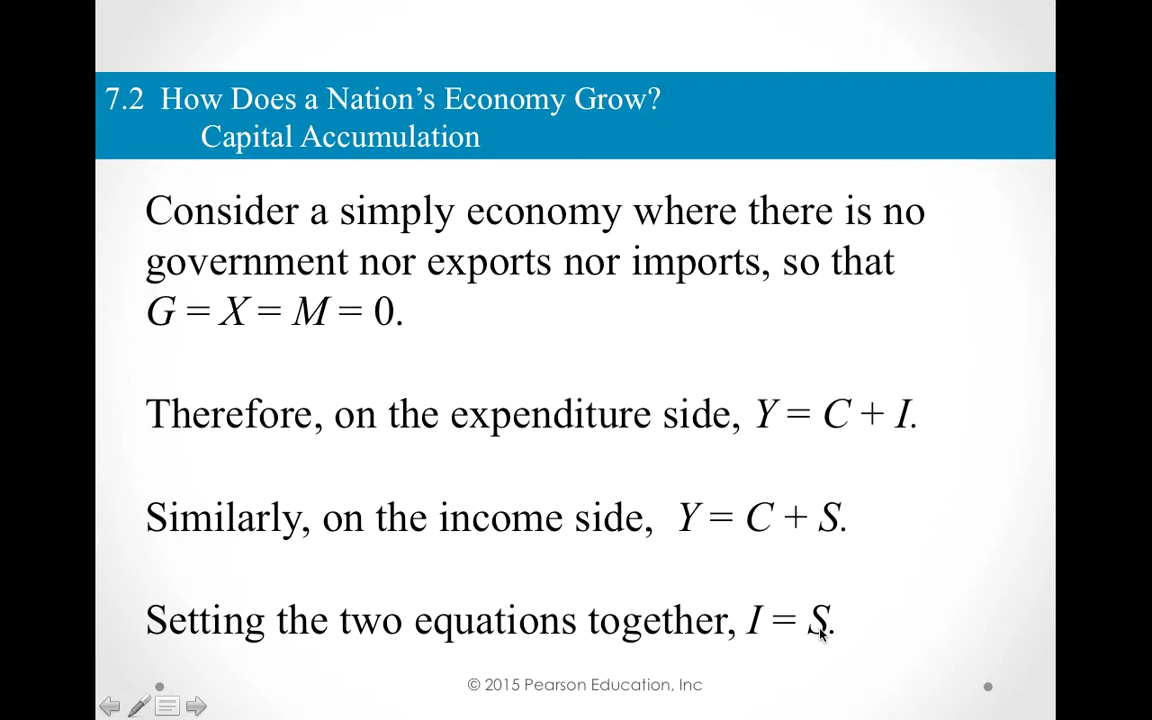 7.2 How Does a Nation’s Economy Grow?
Capital Accumulation
Consider a simply economy where there is no
government nor exports nor imports, so that
G = X = M = 0.
Therefore, on the expenditure side, Y = C + I.
Similarly, on the income side, Y = C + S.
Setting the two equations together, I = S.
© 2015 Pearson Education, Inc